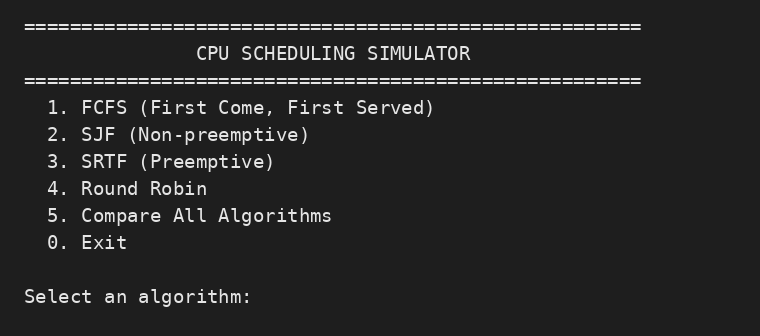 ======================================================
CPU SCHEDULING SIMULATOR
======================================================
1. FCFS (First Come, First Served)
2. SJF (Non-preemptive)
3. SRTF (Preemptive)
4. Round Robin
5. Compare All Algorithms
0. Exit
Select an algorithm: